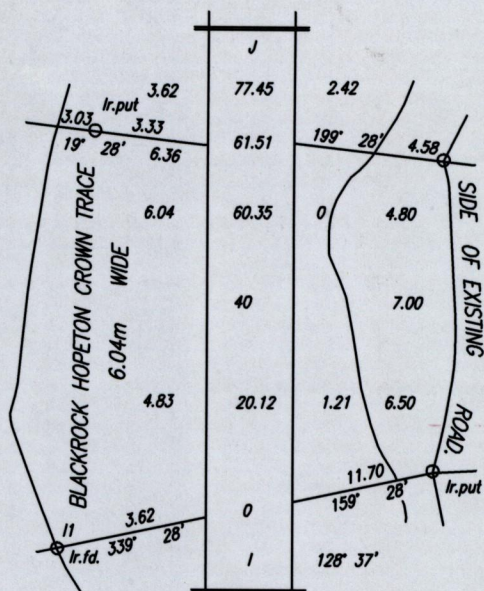 J
3.62 77.45 2.42
Ir.put
3.03 3.33 61.51 199° 28' 4.58
19° 28' 6.36
6.04 60.35 0 4.80
BLACKROCK HOPETON CROWN TRACE
6.04m WIDE
SIDE OF EXISTING ROAD.
40 7.00
4.83 20.12 1.21 6.50
11.70
159° 28' Ir.put
3.62 0
I1
Ir.fd. 339° 28' I 128° 37'